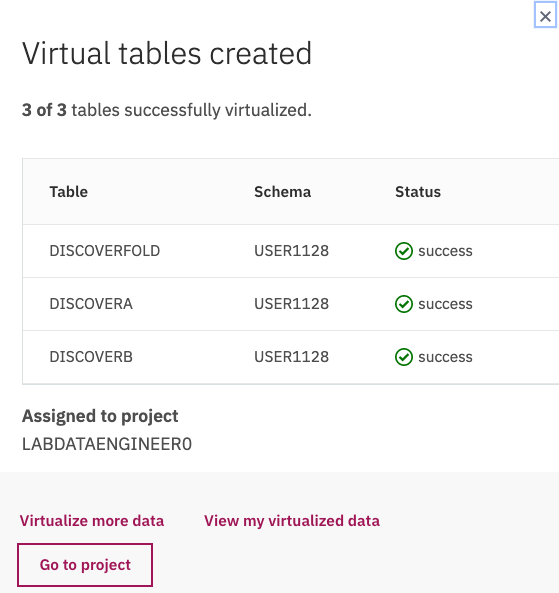 Virtual tables created
3 of 3 tables successfully virtualized.
Table Schema Status
DISCOVERFOLD USER1128 success
DISCOVERA USER1128 success
DISCOVERB USER1128 success
Assigned to project
LABDATAENGINEER0
Virtualize more data View my virtualized data
Go to project